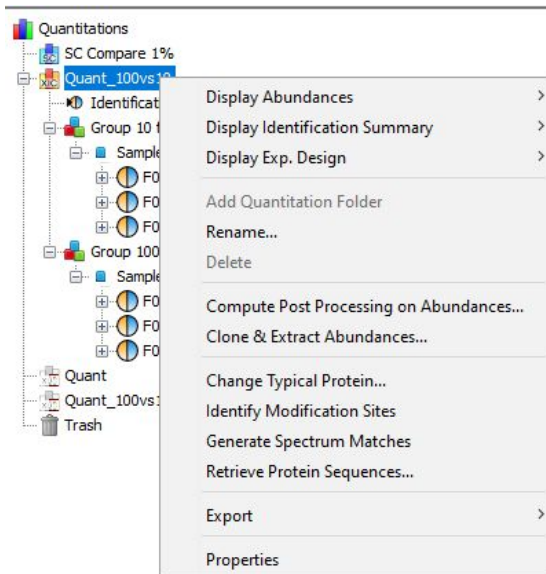 Quantitations
SC Compare 1%
Quant_100vs10
Identificat
Group 10 f
Sample
F0
F0
F0
Group 100
Sample
F0
F0
F0
Quant
Quant_100vs1
Trash
Display Abundances
Display Identification Summary
Display Exp. Design
Add Quantitation Folder
Rename...
Delete
Compute Post Processing on Abundances...
Clone & Extract Abundances...
Change Typical Protein...
Identify Modification Sites
Generate Spectrum Matches
Retrieve Protein Sequences...
Export
Properties